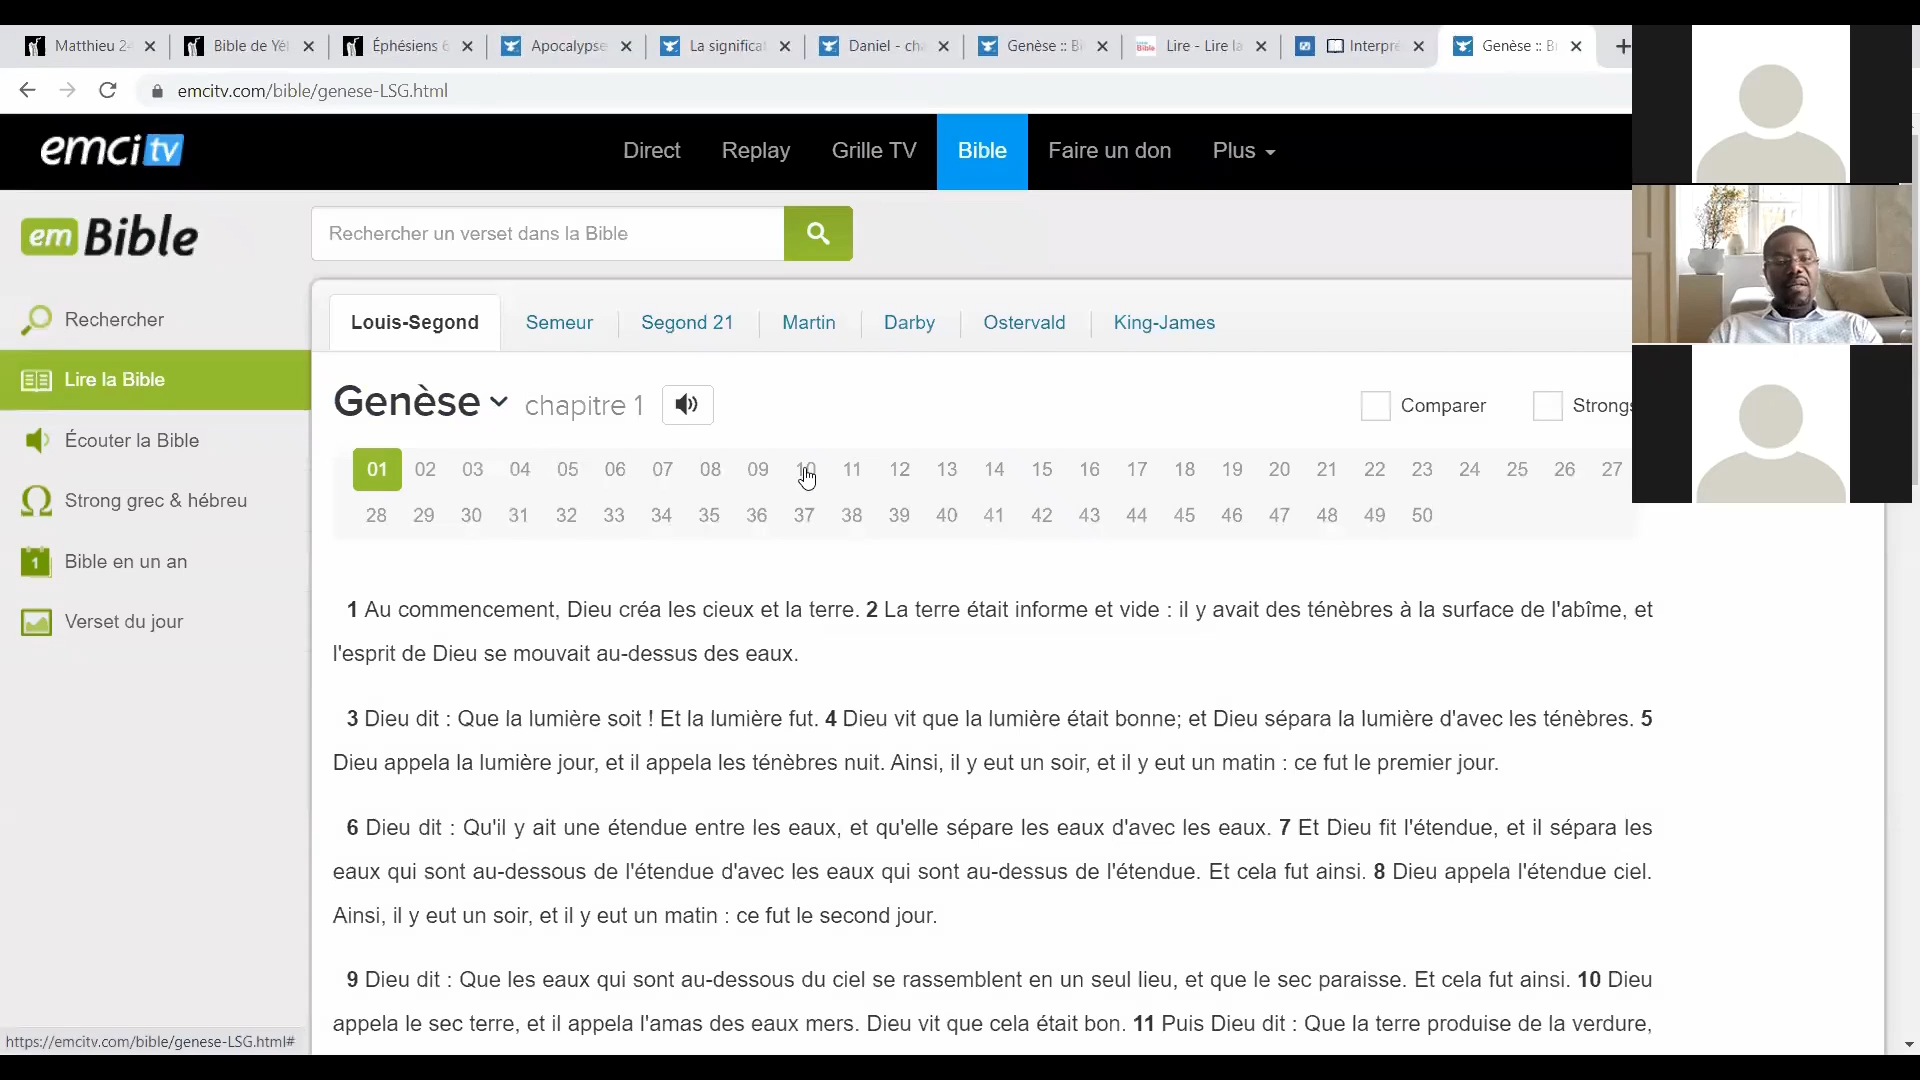 Matthieu 24
Bible de Yé
Éphésiens 6
Apocalypse
La significat
Daniel - cha
Genèse :: Bi
Lire - Lire la
Interpré
Genèse :: Bi
emcitv.com/bible/genese-LSG.html
emci tv
Direct
Replay
Grille TV
Bible
Faire un don
Plus
em Bible
Rechercher un verset dans la Bible
Rechercher
Lire la Bible
Écouter la Bible
Strong grec & hébreu
1 Bible en un an
Verset du jour
Louis-Segond
Semeur
Segond 21
Martin
Darby
Ostervald
King-James
Genèse chapitre 1
Comparer
Strongs
01 02 03 04 05 06 07 08 09 10 11 12 13 14 15 16 17 18 19 20 21 22 23 24 25 26 27
28 29 30 31 32 33 34 35 36 37 38 39 40 41 42 43 44 45 46 47 48 49 50
1 Au commencement, Dieu créa les cieux et la terre. 2 La terre était informe et vide : il y avait des ténèbres à la surface de l'abîme, et
l'esprit de Dieu se mouvait au-dessus des eaux.
3 Dieu dit : Que la lumière soit ! Et la lumière fut. 4 Dieu vit que la lumière était bonne; et Dieu sépara la lumière d'avec les ténèbres. 5
Dieu appela la lumière jour, et il appela les ténèbres nuit. Ainsi, il y eut un soir, et il y eut un matin : ce fut le premier jour.
6 Dieu dit : Qu'il y ait une étendue entre les eaux, et qu'elle sépare les eaux d'avec les eaux. 7 Et Dieu fit l'étendue, et il sépara les
eaux qui sont au-dessous de l'étendue d'avec les eaux qui sont au-dessus de l'étendue. Et cela fut ainsi. 8 Dieu appela l'étendue ciel.
Ainsi, il y eut un soir, et il y eut un matin : ce fut le second jour.
9 Dieu dit : Que les eaux qui sont au-dessous du ciel se rassemblent en un seul lieu, et que le sec paraisse. Et cela fut ainsi. 10 Dieu
appela le sec terre, et il appela l'amas des eaux mers. Dieu vit que cela était bon. 11 Puis Dieu dit : Que la terre produise de la verdure,
https://emcitv.com/bible/genese-LSG.html#